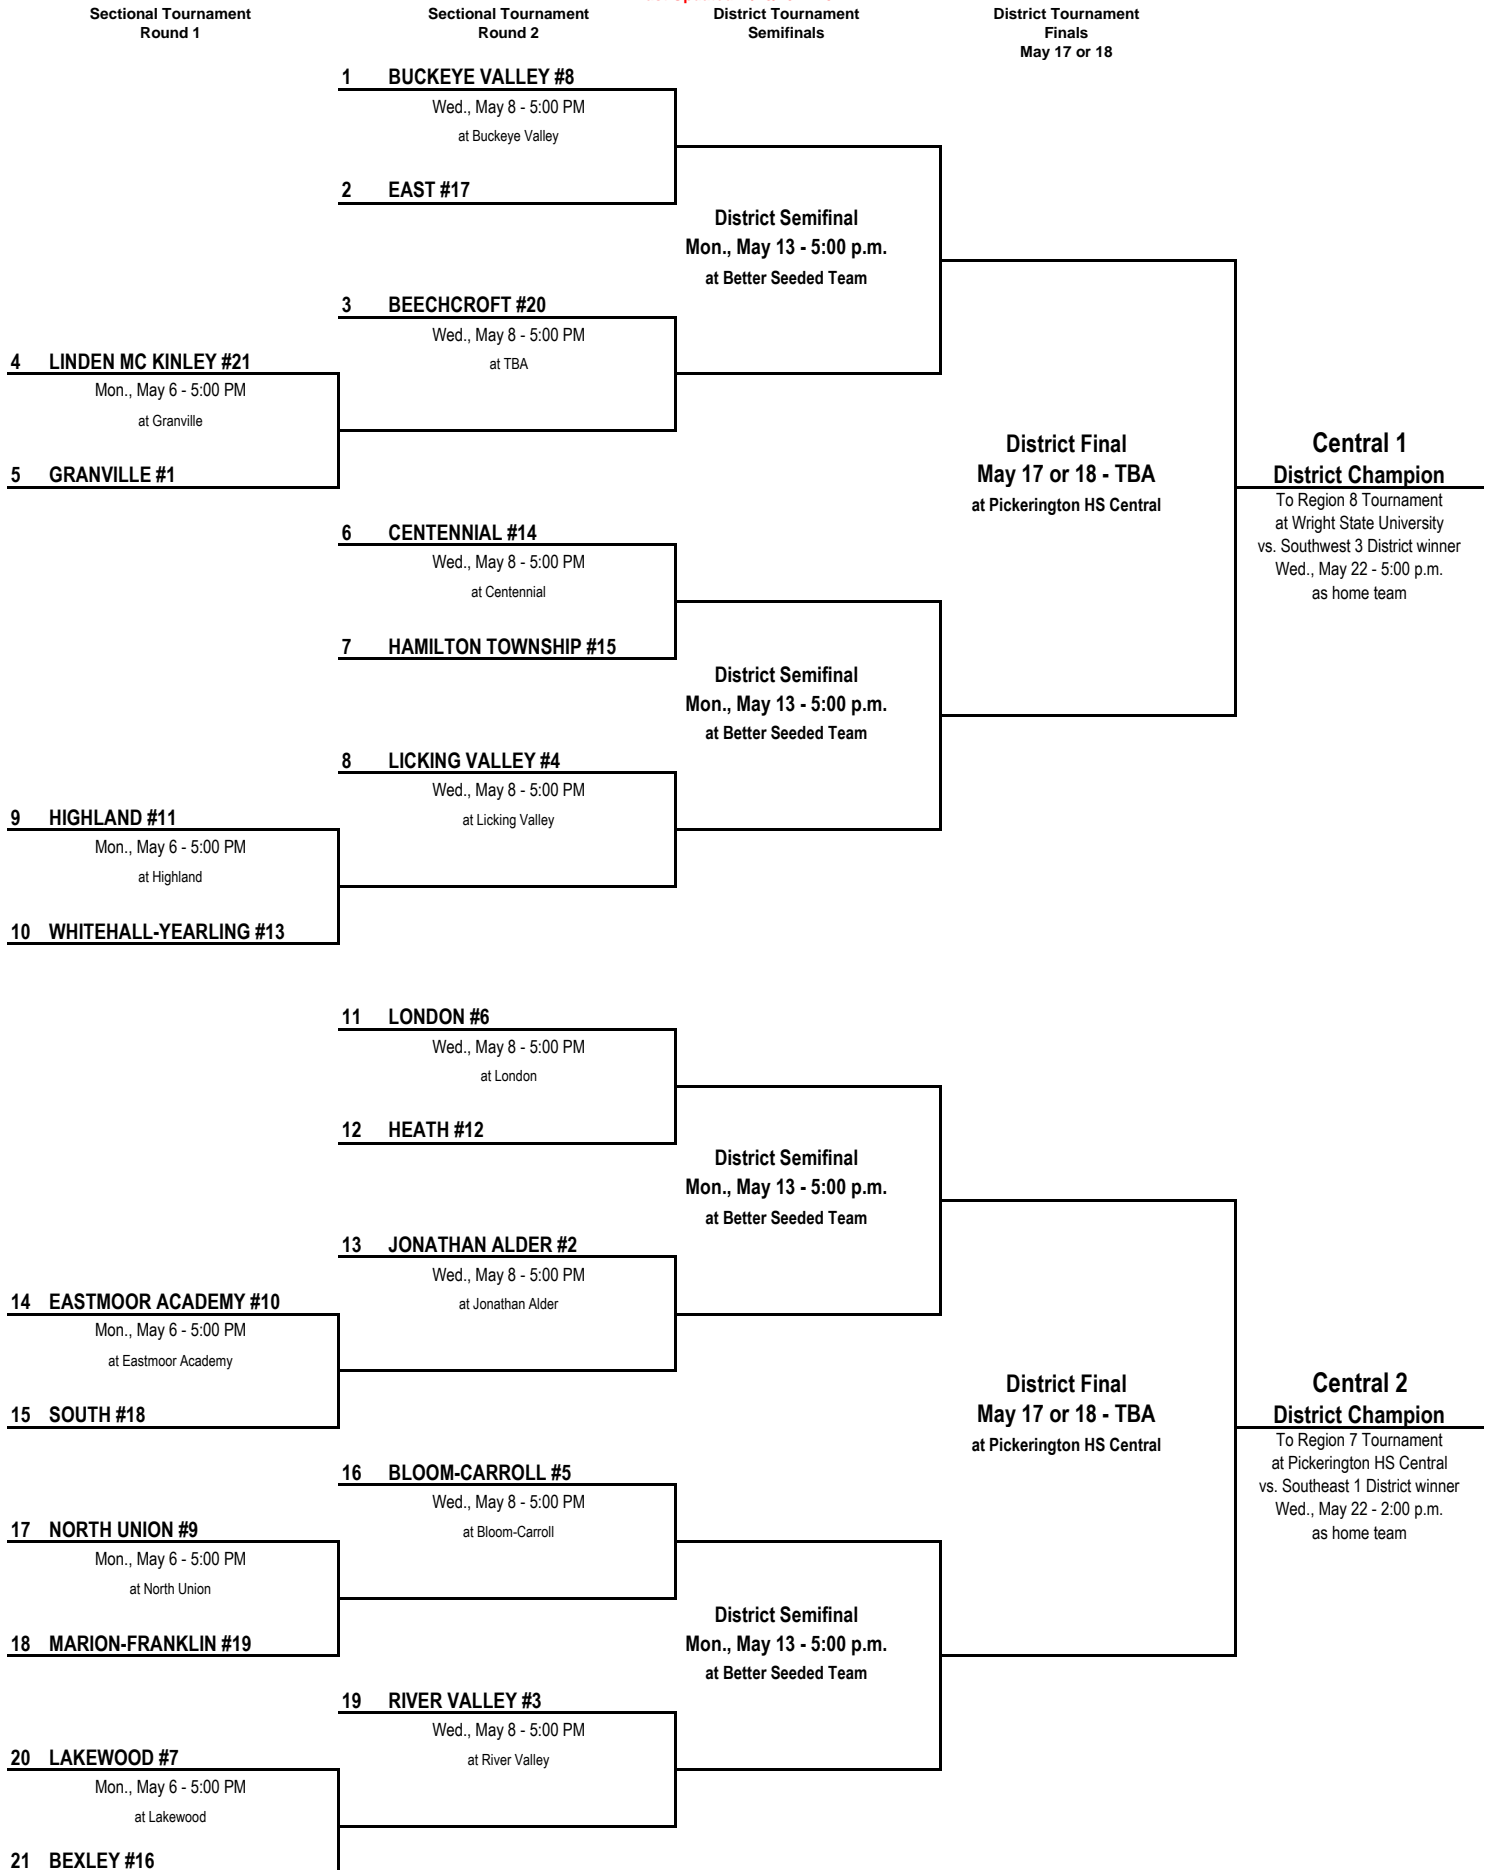 Sectional Tournament
Round 1
Sectional Tournament
Round 2
District Tournament
Semifinals
District Tournament
Finals
May 17 or 18
1 BUCKEYE VALLEY #8
Wed., May 8 - 5:00 PM
at Buckeye Valley
2 EAST #17
District Semifinal
Mon., May 13 - 5:00 p.m.
at Better Seeded Team
3 BEECHCROFT #20
Wed., May 8 - 5:00 PM
at TBA
4 LINDEN MC KINLEY #21
Mon., May 6 - 5:00 PM
at Granville
5 GRANVILLE #1
District Final
May 17 or 18 - TBA
at Pickerington HS Central
Central 1
District Champion
To Region 8 Tournament
at Wright State University
vs. Southwest 3 District winner
Wed., May 22 - 5:00 p.m.
as home team
6 CENTENNIAL #14
Wed., May 8 - 5:00 PM
at Centennial
7 HAMILTON TOWNSHIP #15
District Semifinal
Mon., May 13 - 5:00 p.m.
at Better Seeded Team
8 LICKING VALLEY #4
Wed., May 8 - 5:00 PM
at Licking Valley
9 HIGHLAND #11
Mon., May 6 - 5:00 PM
at Highland
10 WHITEHALL-YEARLING #13
11 LONDON #6
Wed., May 8 - 5:00 PM
at London
12 HEATH #12
District Semifinal
Mon., May 13 - 5:00 p.m.
at Better Seeded Team
13 JONATHAN ALDER #2
Wed., May 8 - 5:00 PM
at Jonathan Alder
14 EASTMOOR ACADEMY #10
Mon., May 6 - 5:00 PM
at Eastmoor Academy
15 SOUTH #18
District Final
May 17 or 18 - TBA
at Pickerington HS Central
Central 2
District Champion
To Region 7 Tournament
at Pickerington HS Central
vs. Southeast 1 District winner
Wed., May 22 - 2:00 p.m.
as home team
16 BLOOM-CARROLL #5
Wed., May 8 - 5:00 PM
at Bloom-Carroll
17 NORTH UNION #9
Mon., May 6 - 5:00 PM
at North Union
18 MARION-FRANKLIN #19
District Semifinal
Mon., May 13 - 5:00 p.m.
at Better Seeded Team
19 RIVER VALLEY #3
Wed., May 8 - 5:00 PM
at River Valley
20 LAKEWOOD #7
Mon., May 6 - 5:00 PM
at Lakewood
21 BEXLEY #16